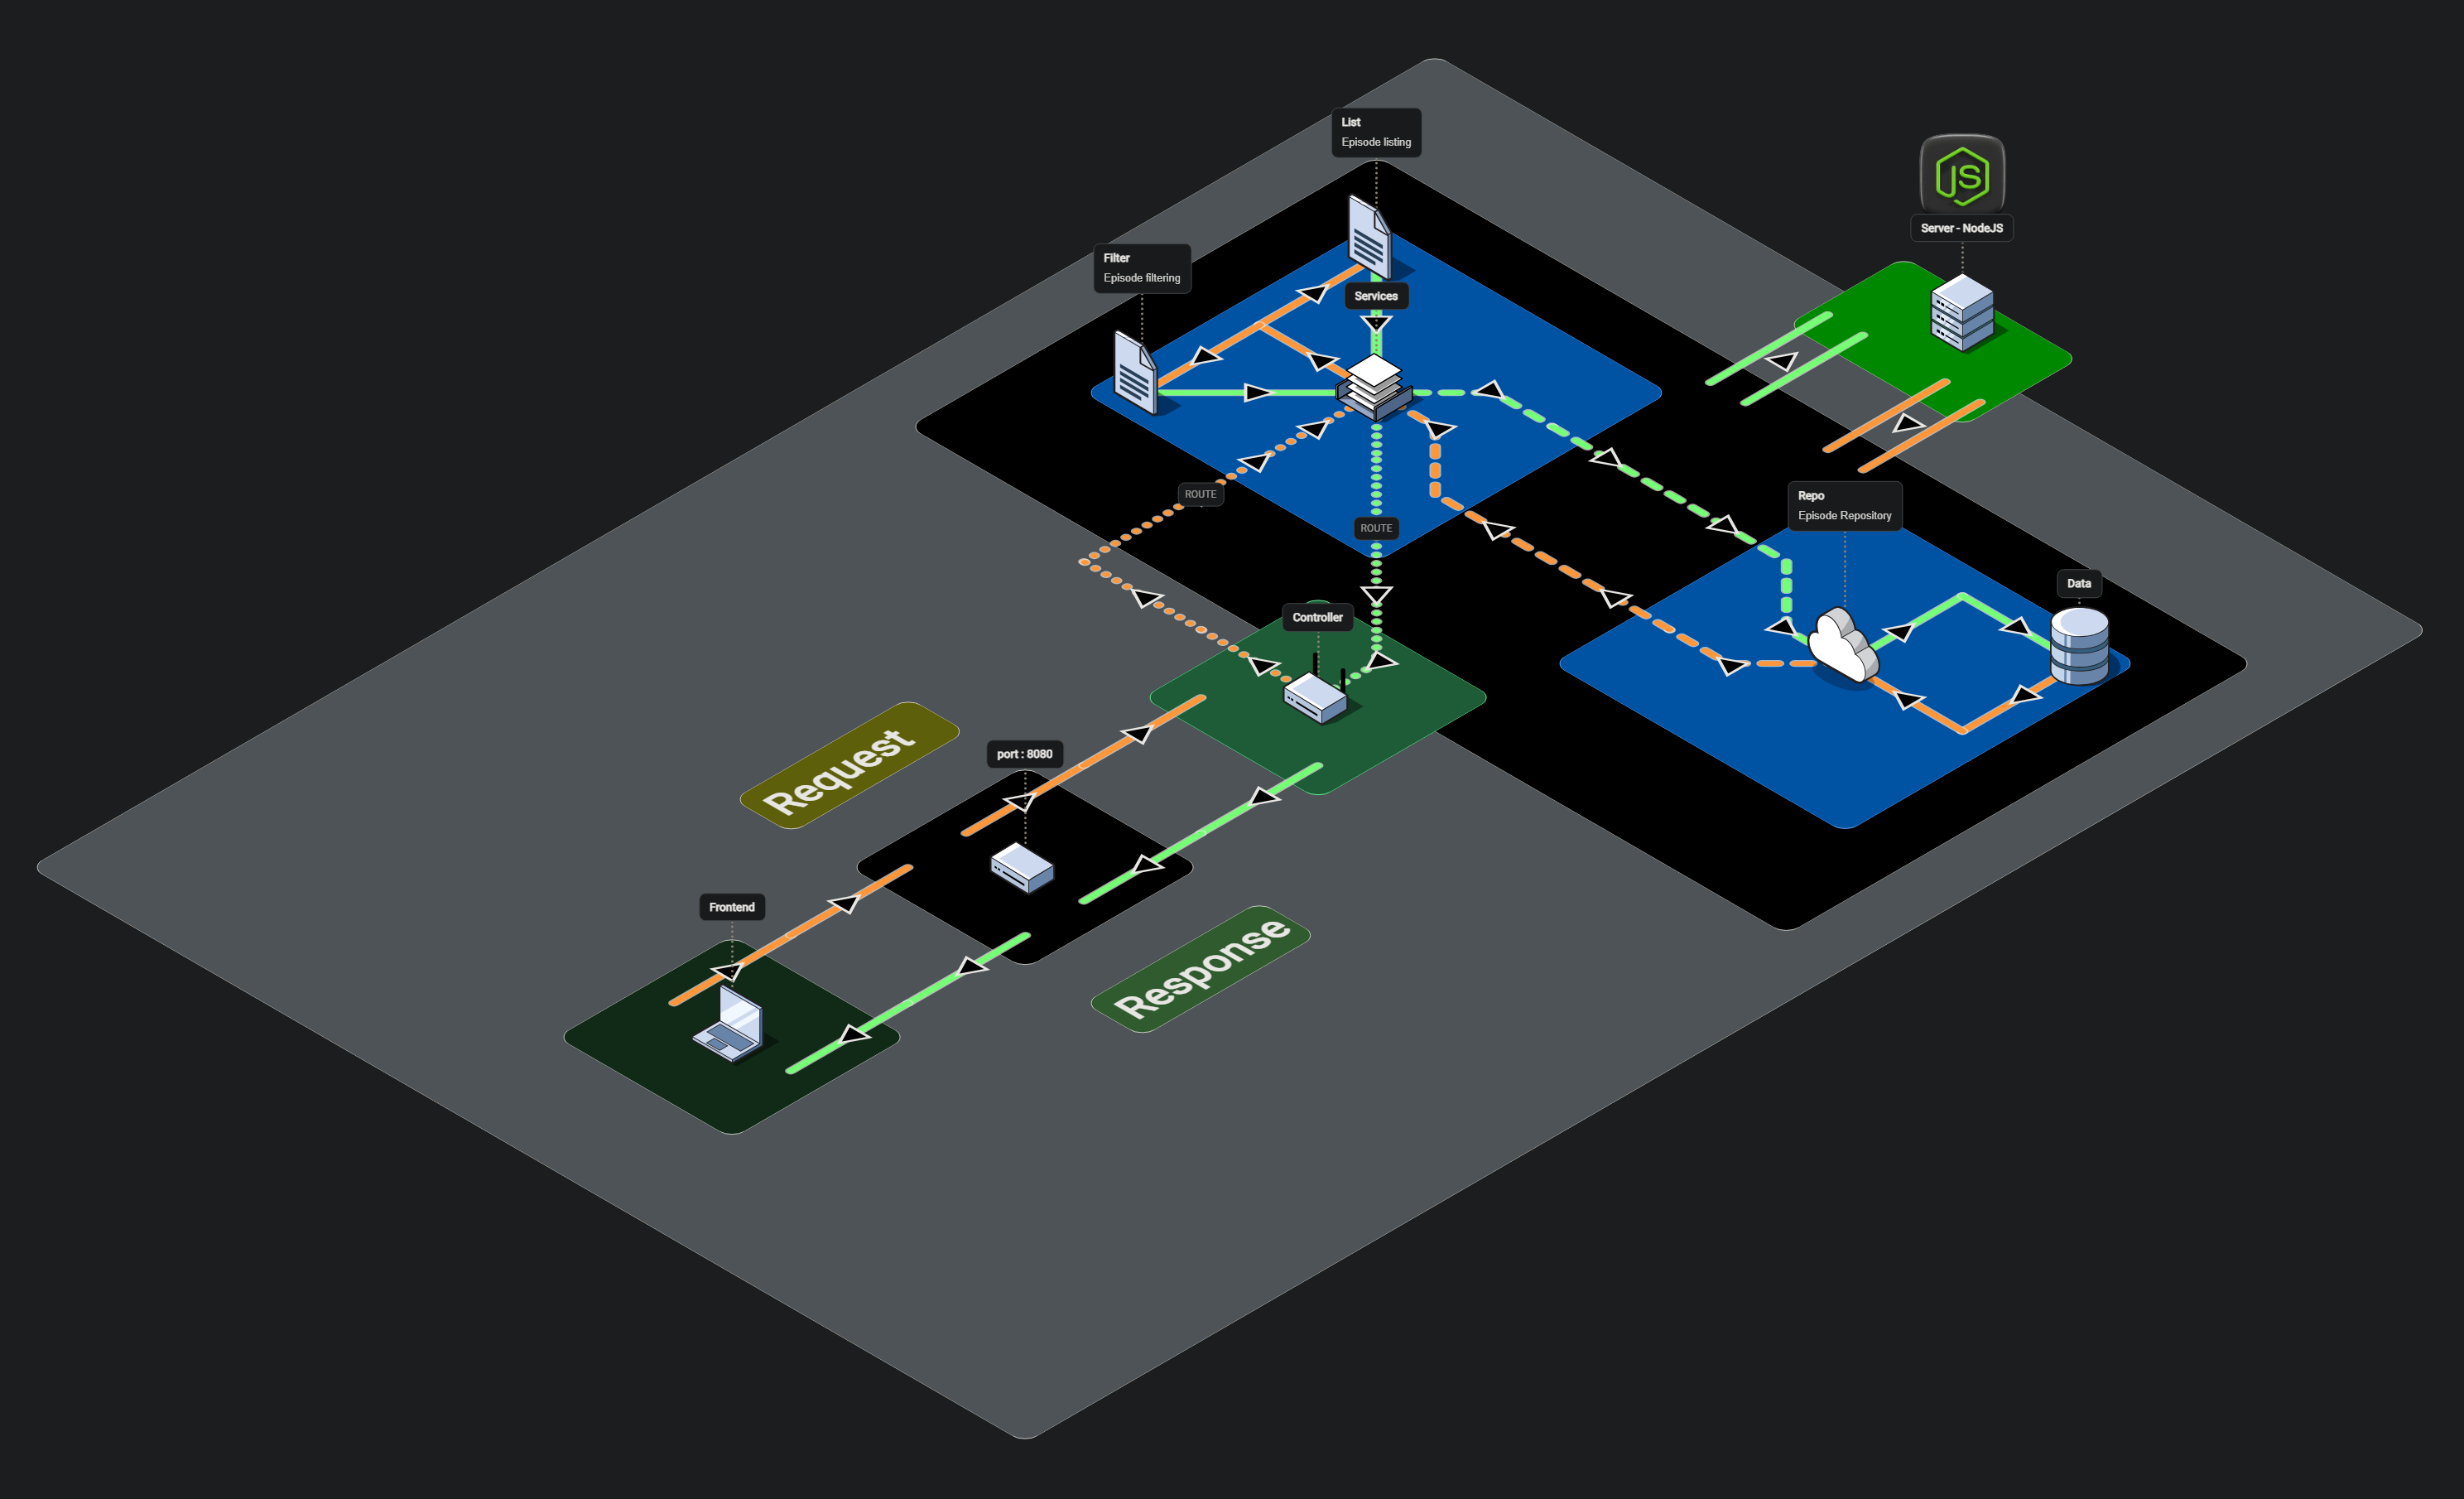 List
Episode listing
JS
Server - NodeJS
Filter
Episode filtering
Services
ROUTE
Repo
Episode Repository
ROUTE
Data
Controller
Request
port : 8080
Frontend
Response